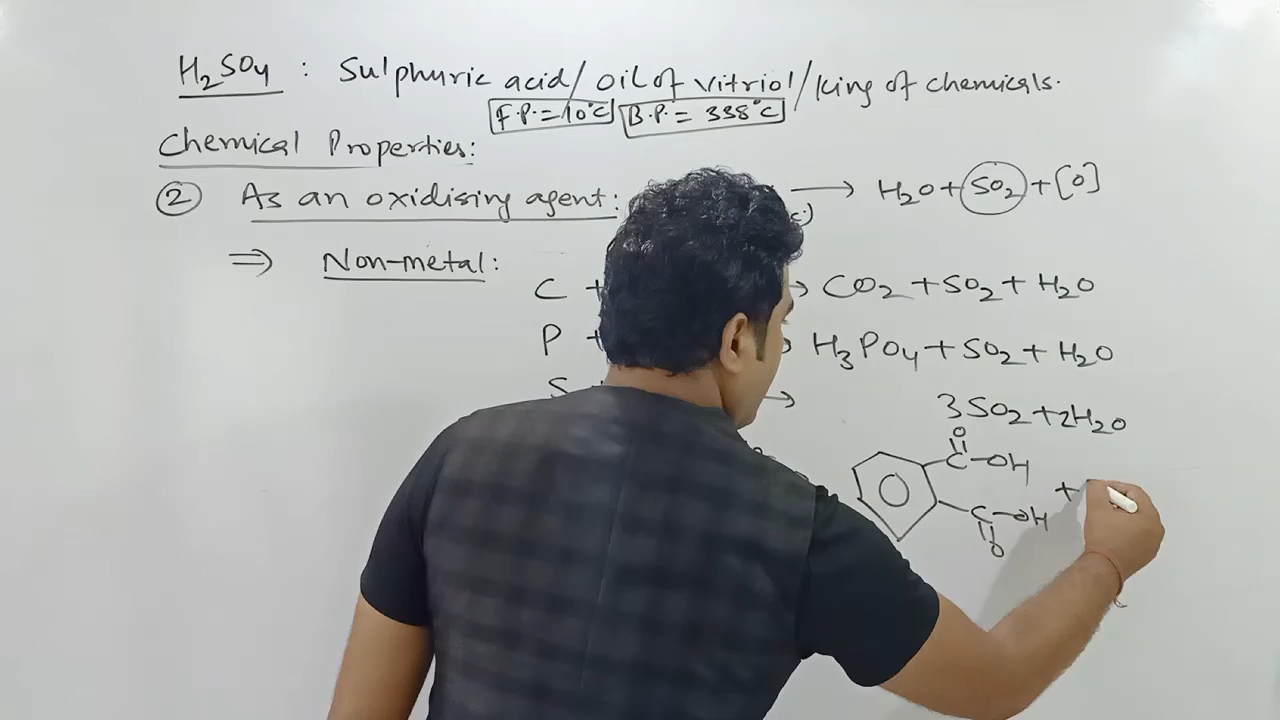 H₂SO₄ : Sulphuric acid/oil of vitriol/king of chemicals.
F.P. = 10°C B.P. = 338°C
Chemical Properties:
② As an oxidising agent: ⟶ H₂O + SO₂ + [O]
c.)
⇒ Non-metal:
C + → CO₂ + SO₂ + H₂O
P + → H₃PO₄ + SO₂ + H₂O
S → 3SO₂ + 2H₂O
O
C–OH
+
C–OH
O